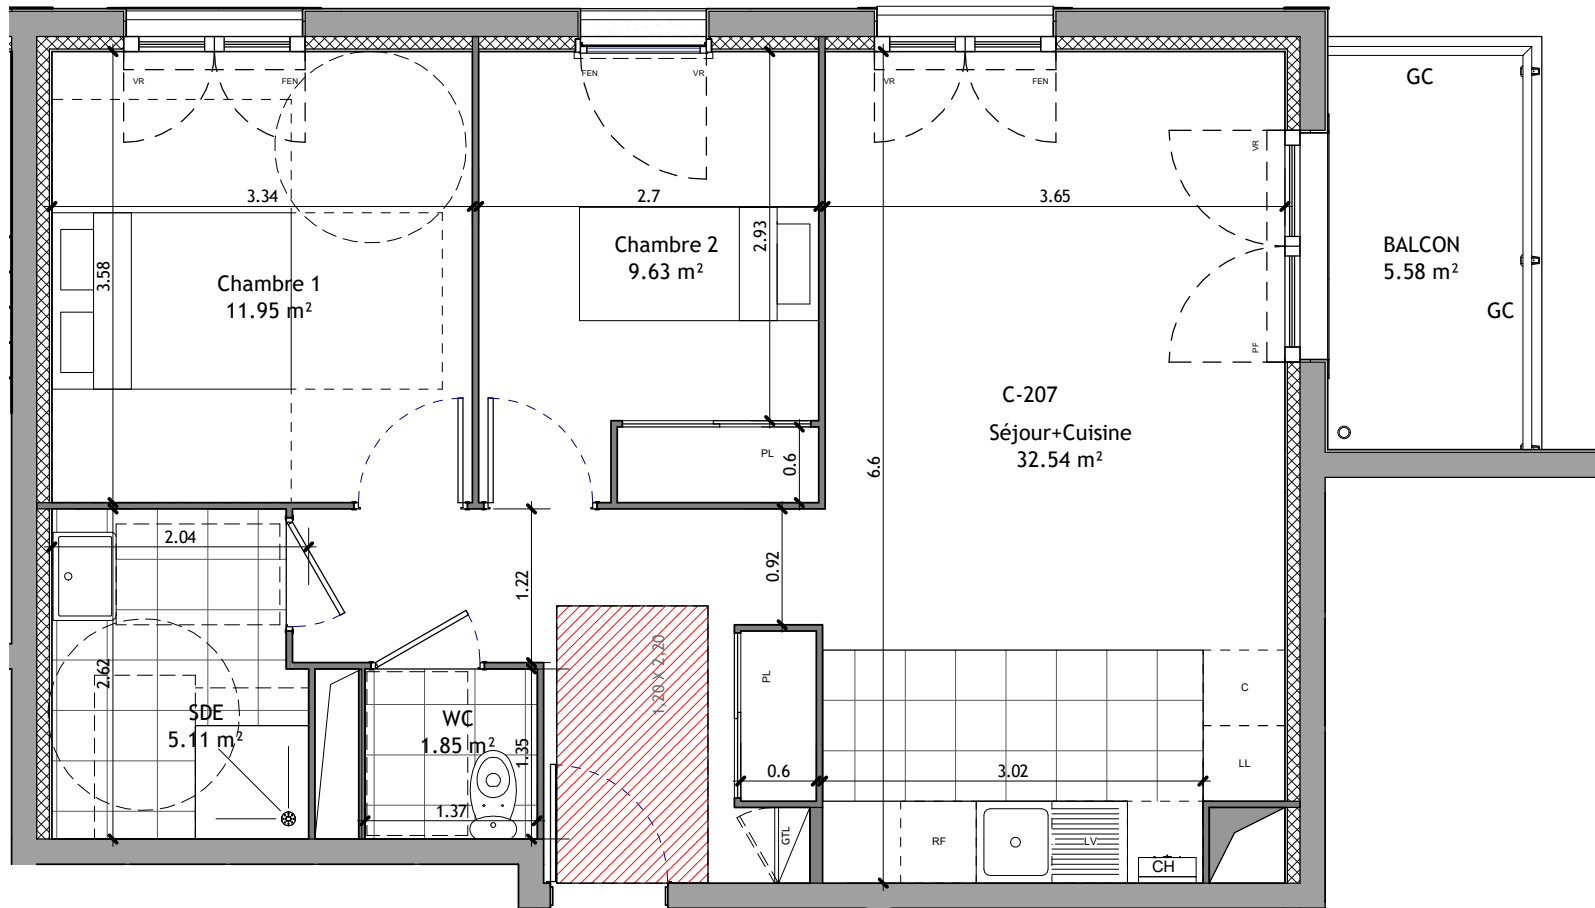 VR
FEN
FEN
VR
VR
FEN
GC
VR
3.34
2.7
3.65
2.93
Chambre 2
9.63 m²
BALCON
5.58 m²
3.58
Chambre 1
11.95 m²
GC
PF
C-207
Séjour+Cuisine
32.54 m²
PL
0.6
6.6
2.04
1.22
0.92
2.62
1,20 X 2,20
PL
C
SDE
5.11 m²
WC
1.85 m²
1.35
0.6
3.02
LL
1.37
GTL
RF
LV
CH